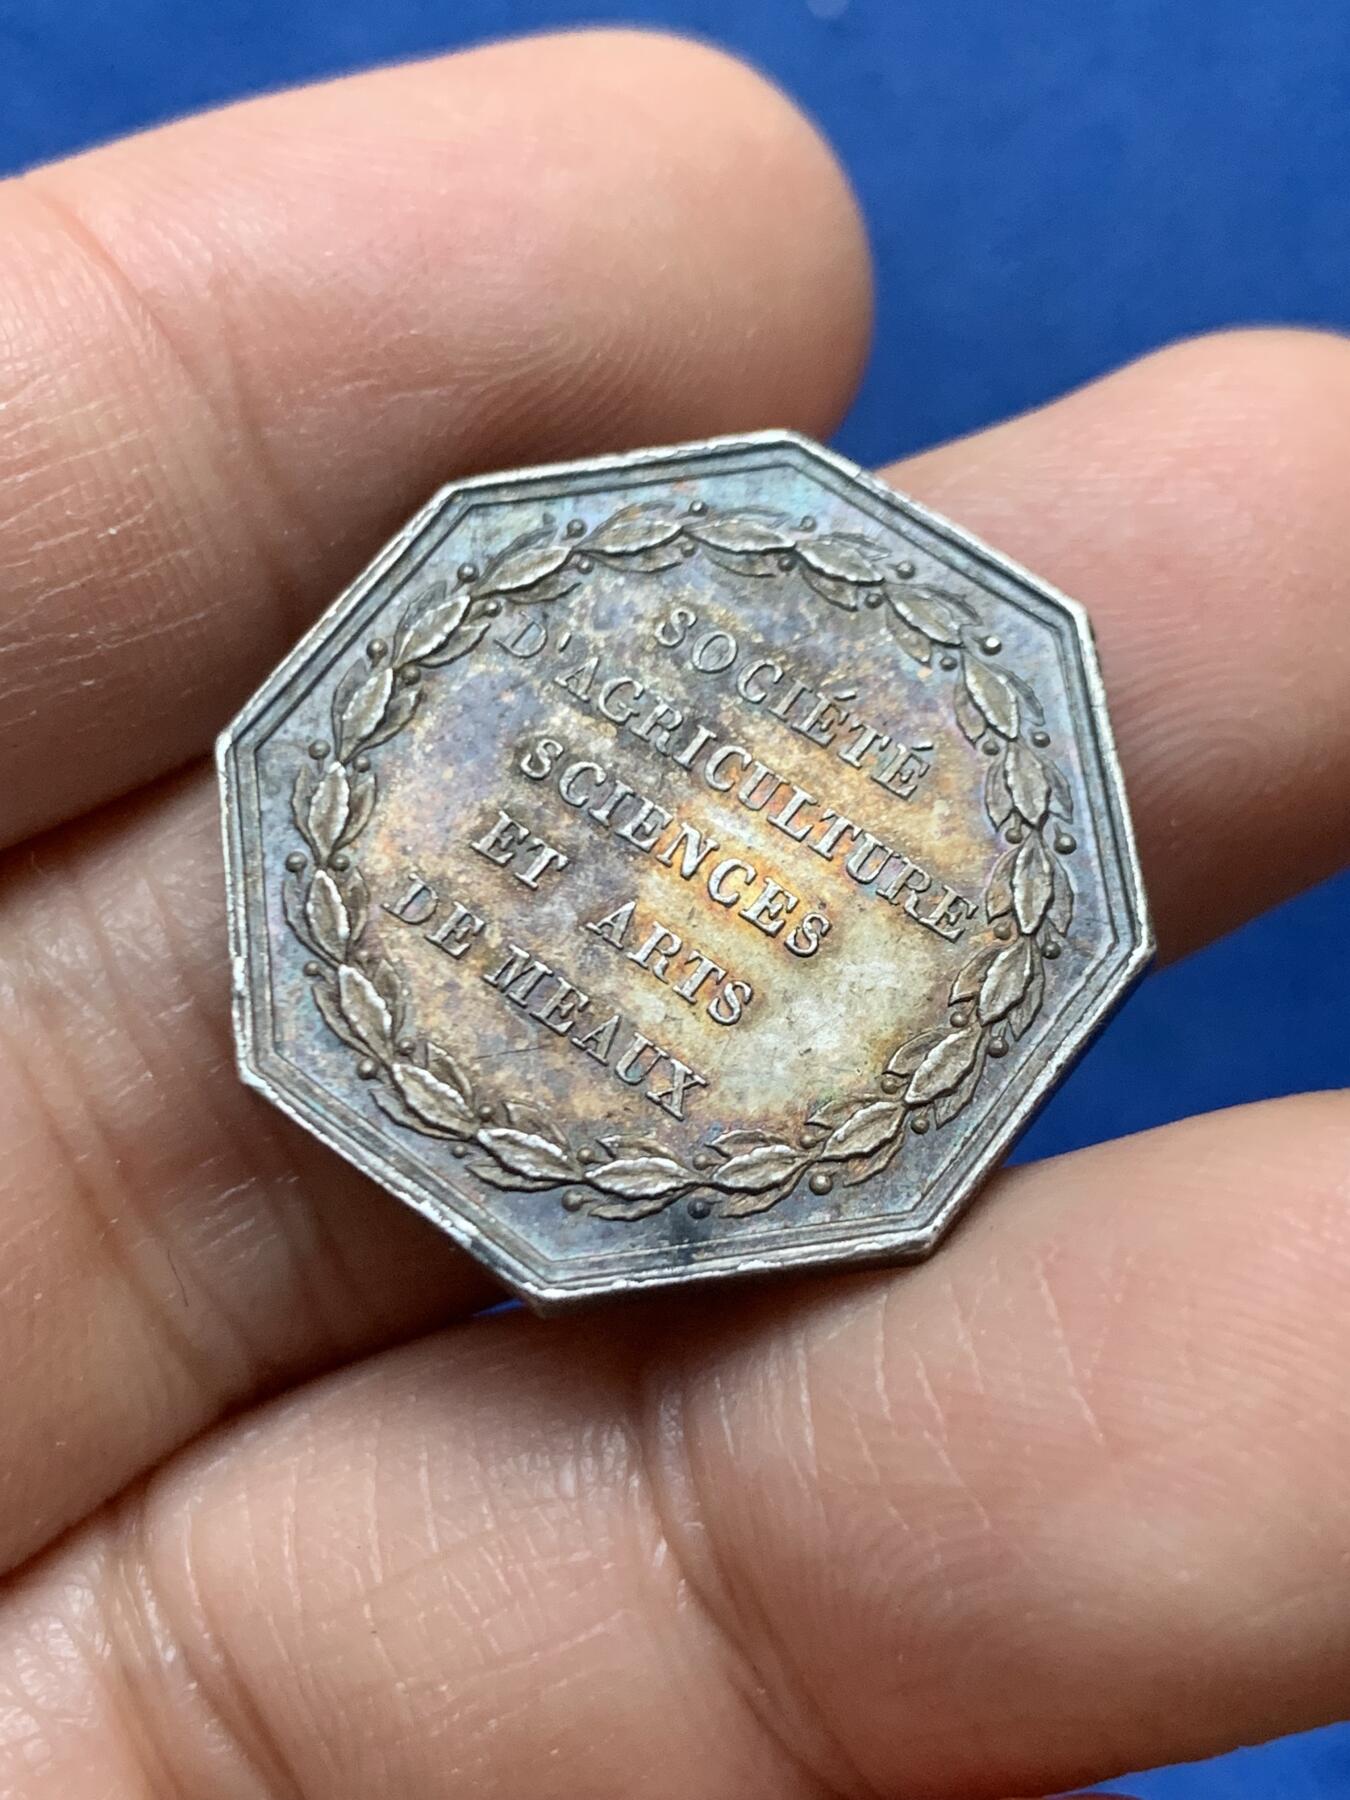 SOCIÉTÉ
D'AGRICULTURE
SCIENCES
ET ARTS
DE MEAUX